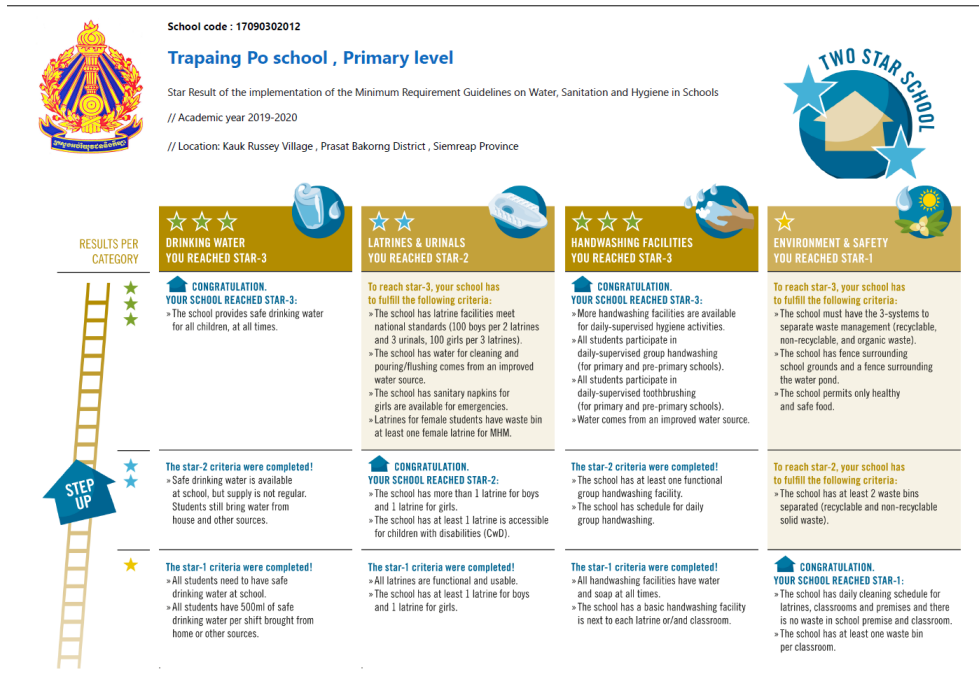 School code : 17090302012
Trapaing Po school , Primary level
Star Result of the implementation of the Minimum Requirement Guidelines on Water, Sanitation and Hygiene in Schools
// Academic year 2019-2020
// Location: Kauk Russey Village , Prasat Bakorng District , Siemreap Province
TWO STAR SCHOOL
RESULTS PER
CATEGORY
DRINKING WATER
YOU REACHED STAR-3
LATRINES & URINALS
YOU REACHED STAR-2
HANDWASHING FACILITIES
YOU REACHED STAR-3
ENVIRONMENT & SAFETY
YOU REACHED STAR-1
CONGRATULATION.
YOUR SCHOOL REACHED STAR-3:
» The school provides safe drinking water
for all children, at all times.
To reach star-3, your school has
to fulfill the following criteria:
» The school has latrine facilities meet
national standards (100 boys per 2 latrines
and 3 urinals, 100 girls per 3 latrines).
» The school has water for cleaning and
pouring/flushing comes from an improved
water source.
» The school has sanitary napkins for
girls are available for emergencies.
» Latrines for female students have waste bin
at least one female latrine for MHM.
CONGRATULATION.
YOUR SCHOOL REACHED STAR-3:
» More handwashing facilities are available
for daily-supervised hygiene activities.
» All students participate in
daily-supervised group handwashing
(for primary and pre-primary schools).
» All students participate in
daily-supervised toothbrushing
(for primary and pre-primary schools).
» Water comes from an improved water source.
To reach star-3, your school has
to fulfill the following criteria:
» The school must have the 3-systems to
separate waste management (recyclable,
non-recyclable, and organic waste).
» The school has fence surrounding
school grounds and a fence surrounding
the water pond.
» The school permits only healthy
and safe food.
STEP
UP
The star-2 criteria were completed!
» Safe drinking water is available
at school, but supply is not regular.
Students still bring water from
house and other sources.
CONGRATULATION.
YOUR SCHOOL REACHED STAR-2:
» The school has more than 1 latrine for boys
and 1 latrine for girls.
» The school has at least 1 latrine is accessible
for children with disabilities (CwD).
The star-2 criteria were completed!
» The school has at least one functional
group handwashing facility.
» The school has schedule for daily
group handwashing.
To reach star-2, your school has
to fulfill the following criteria:
» The school has at least 2 waste bins
separated (recyclable and non-recyclable
solid waste).
The star-1 criteria were completed!
» All students need to have safe
drinking water at school.
» All students have 500ml of safe
drinking water per shift brought from
home or other sources.
The star-1 criteria were completed!
» All latrines are functional and usable.
» The school has at least 1 latrine for boys
and 1 latrine for girls.
The star-1 criteria were completed!
» All handwashing facilities have water
and soap at all times.
» The school has a basic handwashing facility
is next to each latrine or/and classroom.
CONGRATULATION.
YOUR SCHOOL REACHED STAR-1:
» The school has daily cleaning schedule for
latrines, classrooms and premises and there
is no waste in school premise and classroom.
» The school has at least one waste bin
per classroom.